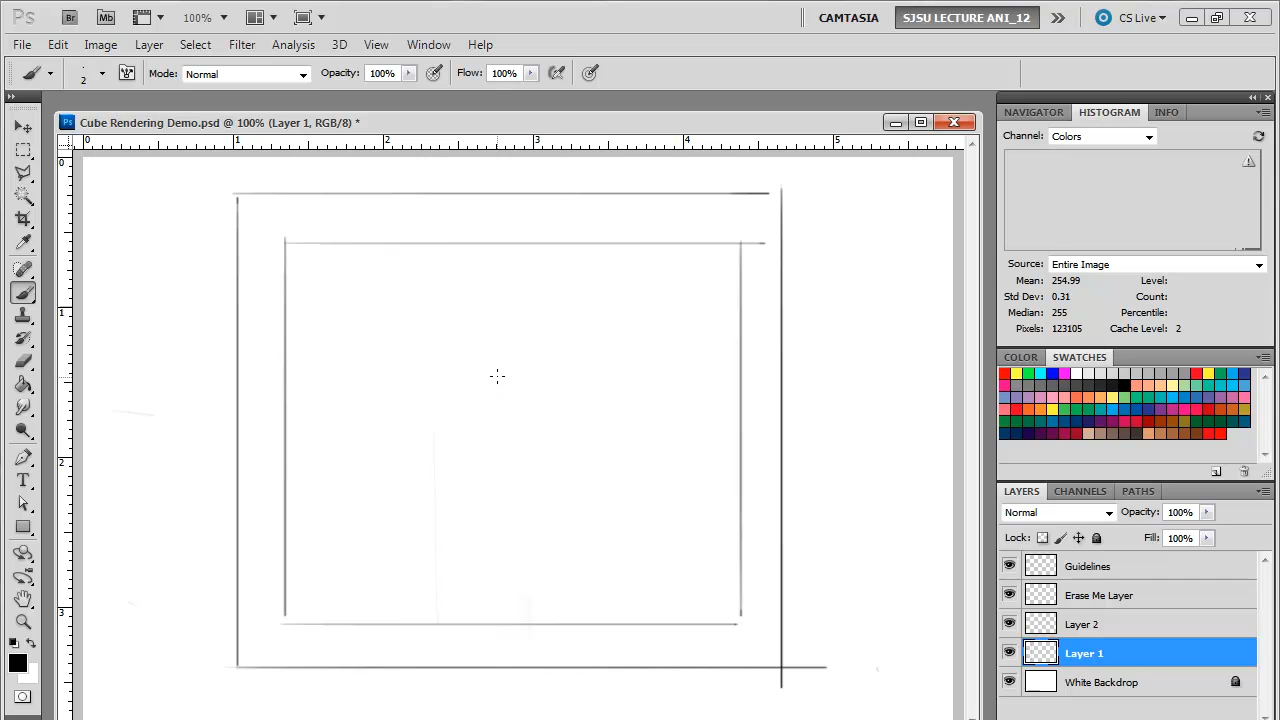 Ps Br Mb 100% CAMTASIA SJSU LECTURE ANI_12 CS Live
File Edit Image Layer Select Filter Analysis 3D View Window Help
2 Mode: Normal Opacity: 100% Flow: 100%
Cube Rendering Demo.psd @ 100% (Layer 1, RGB/8) *
0 1 2 3 4 5
0
1
2
3
NAVIGATOR HISTOGRAM INFO
Channel: Colors
Source: Entire Image
Mean: 254.99 Level:
Std Dev: 0.31 Count:
Median: 255 Percentile:
Pixels: 123105 Cache Level: 2
COLOR SWATCHES
LAYERS CHANNELS PATHS
Normal Opacity: 100%
Lock: Fill: 100%
Guidelines
Erase Me Layer
Layer 2
Layer 1
White Backdrop